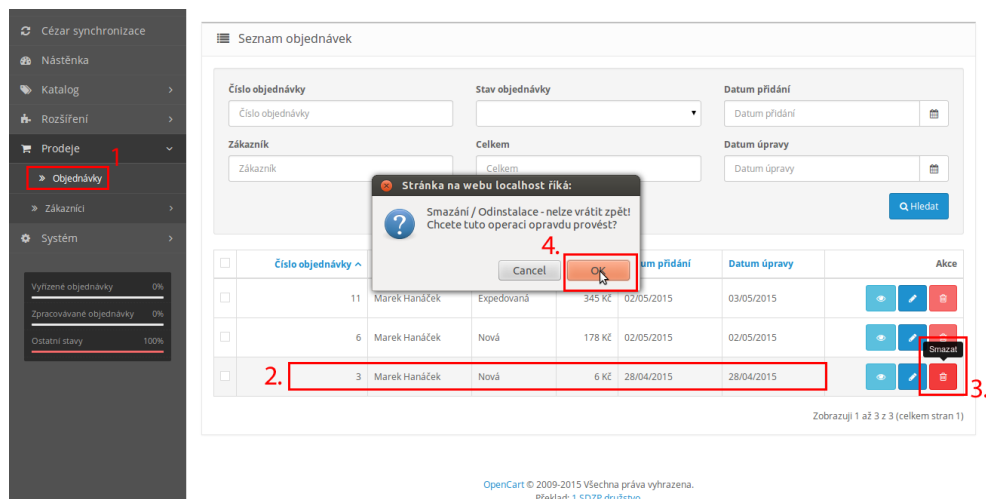 Cézar synchronizace
Nástěnka
Katalog
Rozšíření
Prodeje
1
Objednávky
Zákazníci
Systém
Vyřízené objednávky 0%
Zpracovávané objednávky 0%
Ostatní stavy 100%
Seznam objednávek
Číslo objednávky Stav objednávky Datum přidání
Číslo objednávky Datum přidání
Zákazník Celkem Datum úpravy
Zákazník Celkem Datum úpravy
Hledat
Stránka na webu localhost říká:
Smazání / Odinstalace - nelze vrátit zpět!
Chcete tuto operaci opravdu provést?
4.
Cancel OK
Číslo objednávky um přidání Datum úpravy Akce
11 Marek Hanáček Expedovaná 345 Kč 02/05/2015 03/05/2015
6 Marek Hanáček Nová 178 Kč 02/05/2015 02/05/2015
Smazat
2. 3 Marek Hanáček Nová 6 Kč 28/04/2015 28/04/2015
3.
Zobrazuji 1 až 3 z 3 (celkem stran 1)
OpenCart © 2009-2015 Všechna práva vyhrazena.
Překlad: 1.SDZP družstvo